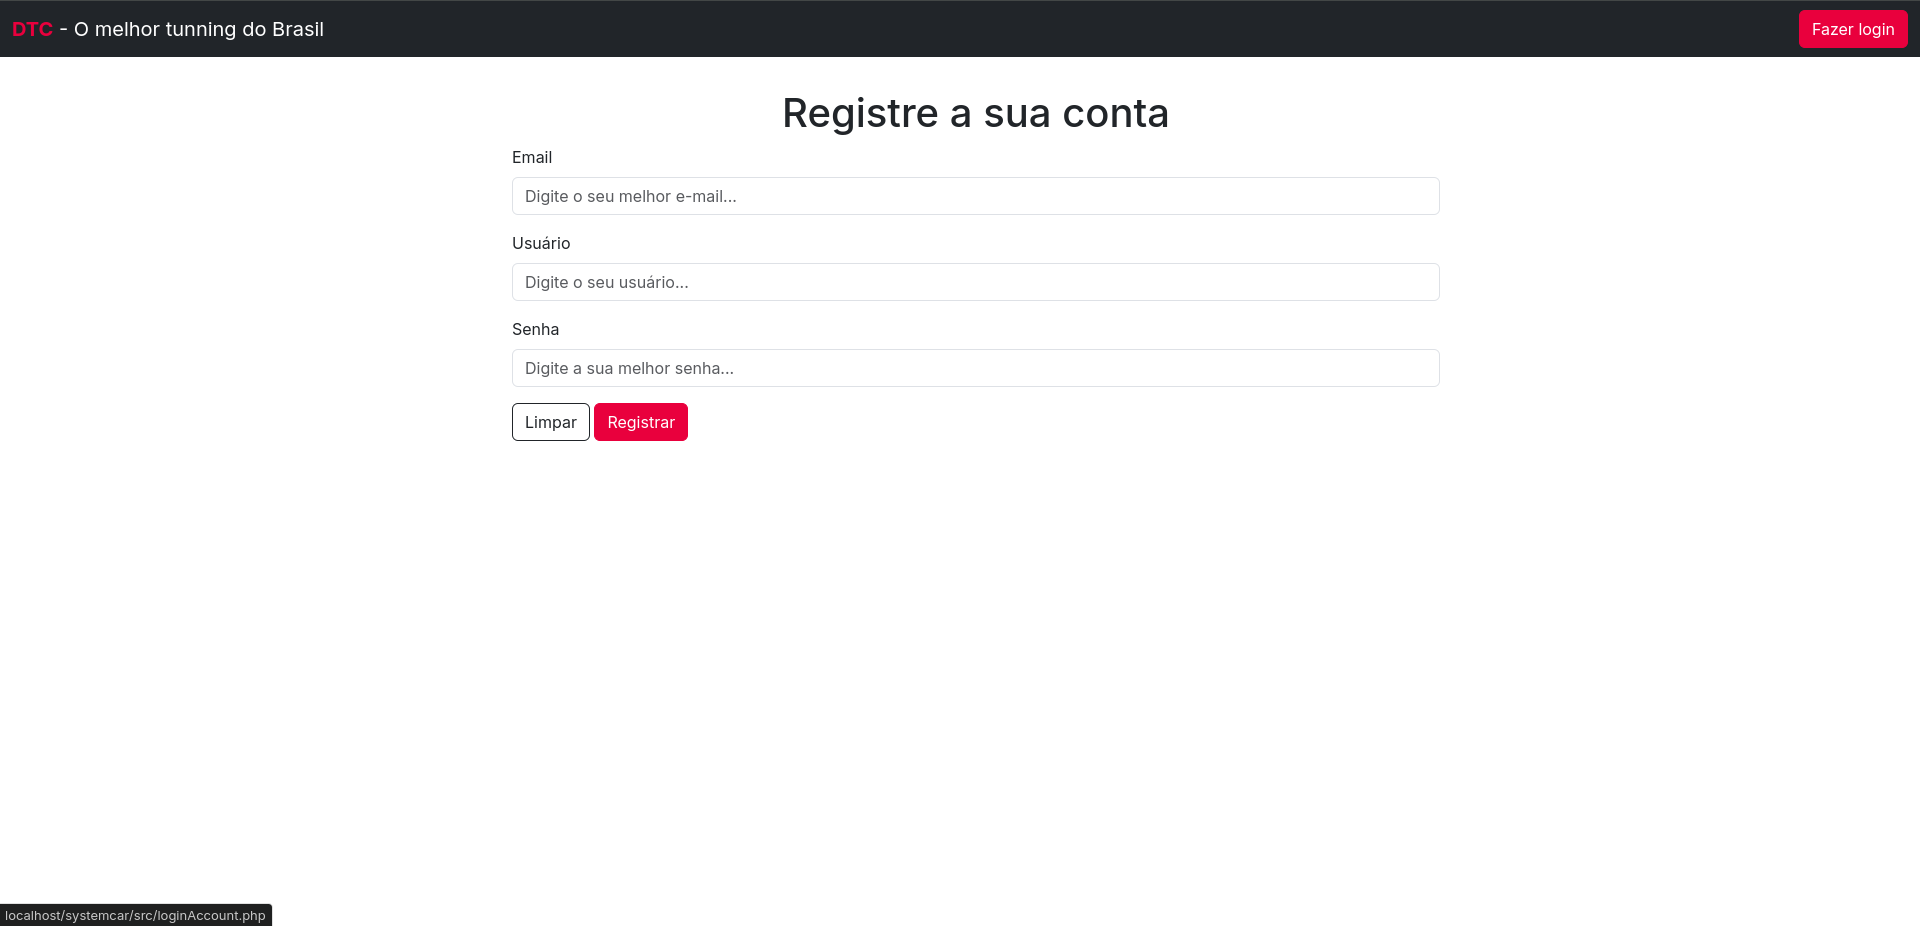 DTC - O melhor tunning do Brasil
Fazer login
Registre a sua conta
Email
Digite o seu melhor e-mail...
Usuário
Digite o seu usuário...
Senha
Digite a sua melhor senha...
Limpar Registrar
localhost/systemcar/src/loginAccount.php